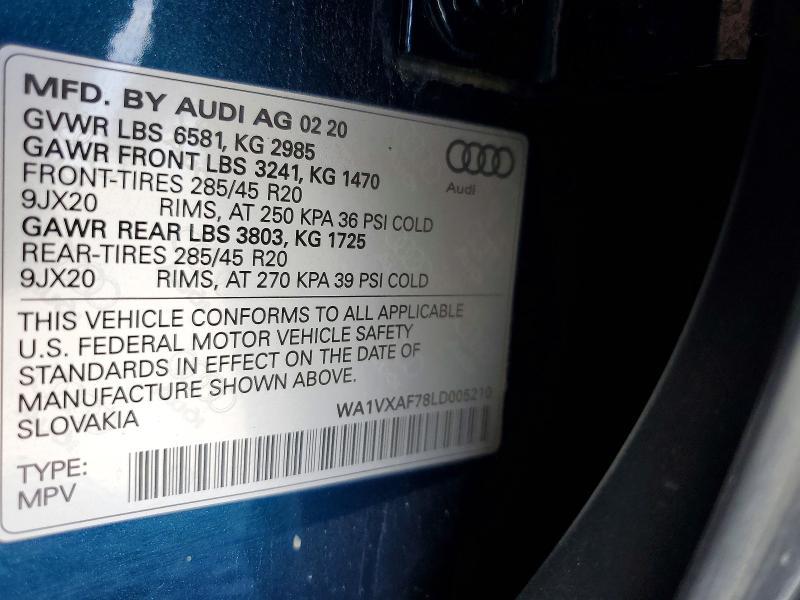 MFD. BY AUDI AG 02 20
GVWR LBS 6581, KG 2985
GAWR FRONT LBS 3241, KG 1470
FRONT-TIRES 285/45 R20
9JX20 RIMS, AT 250 KPA 36 PSI COLD
GAWR REAR LBS 3803, KG 1725
REAR-TIRES 285/45 R20
9JX20 RIMS, AT 270 KPA 39 PSI COLD
Audi
THIS VEHICLE CONFORMS TO ALL APPLICABLE
U.S. FEDERAL MOTOR VEHICLE SAFETY
STANDARDS IN EFFECT ON THE DATE OF
MANUFACTURE SHOWN ABOVE.
SLOVAKIA WA1VXAF78LD005210
TYPE:
MPV